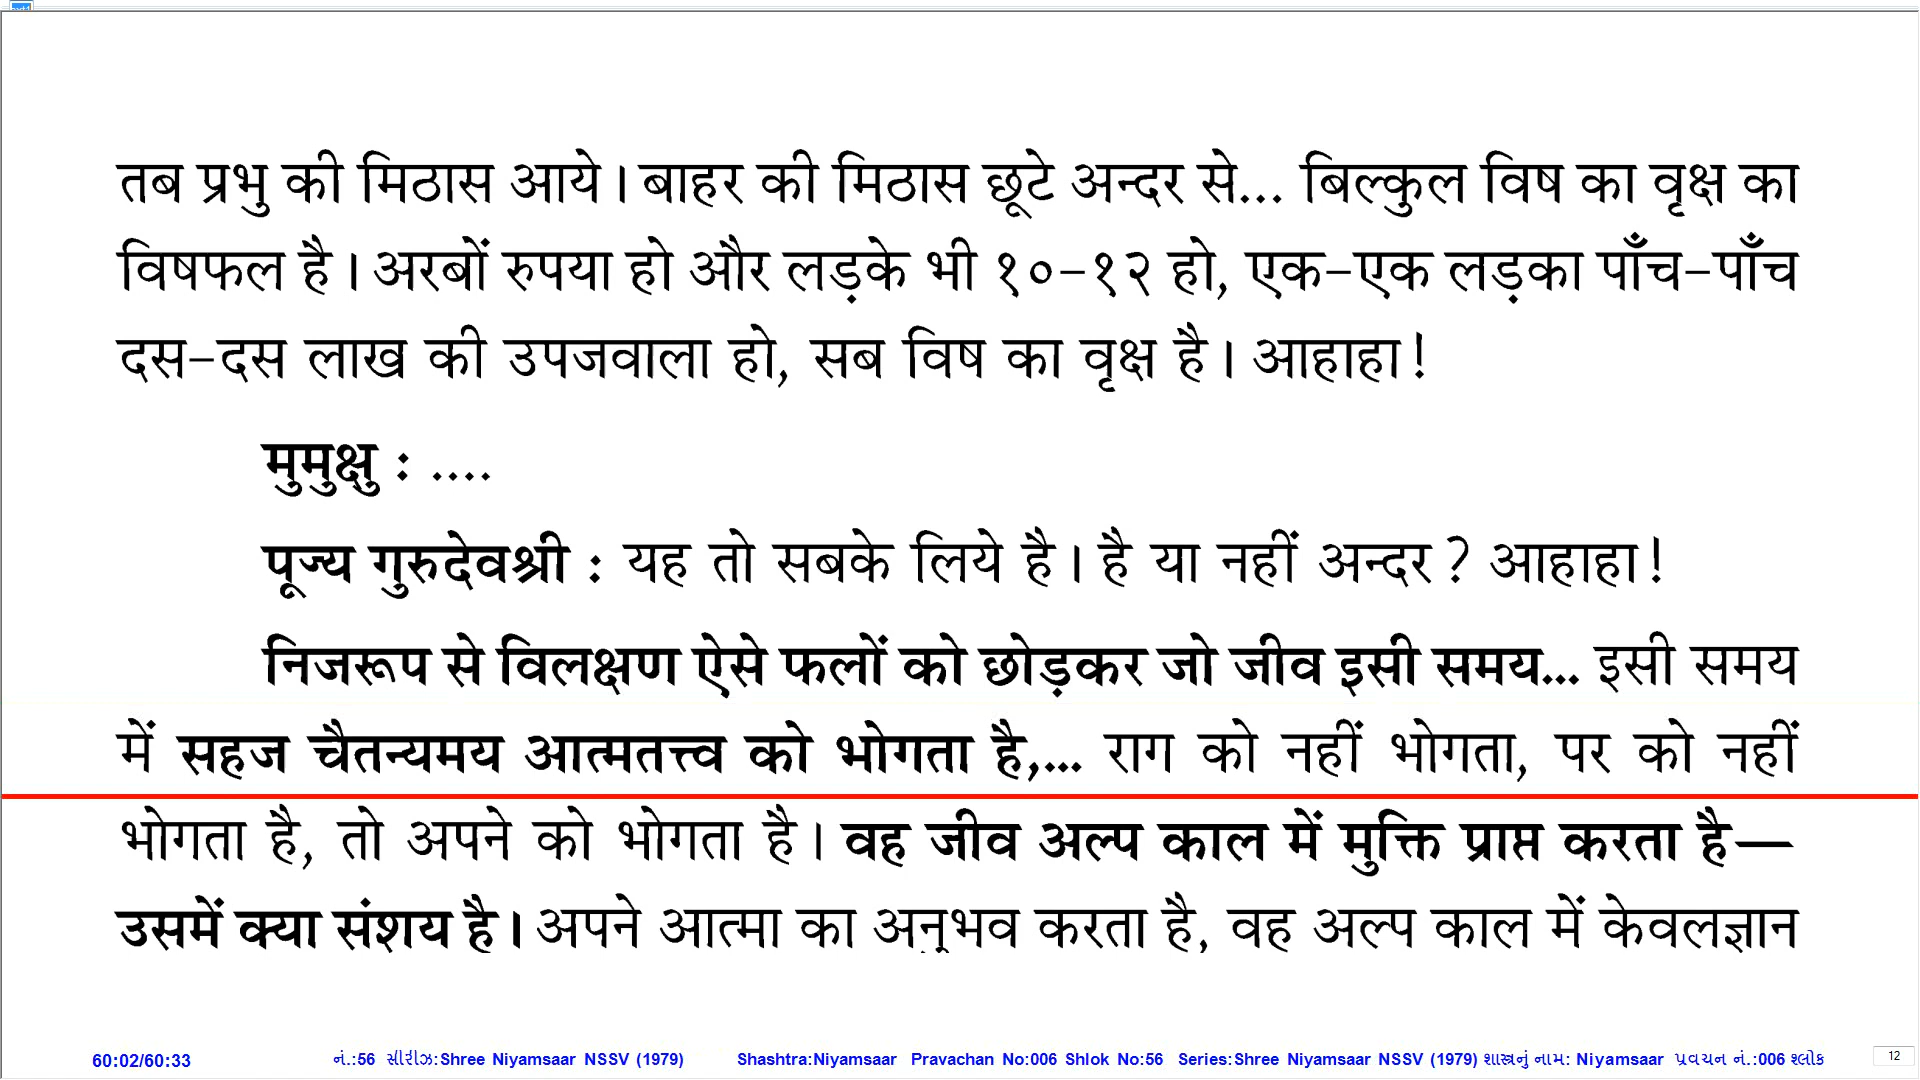 तब प्रभु की मिठास आये। बाहर की मिठास छूटे अन्दर से... बिल्कुल विष का वृक्ष का
विषफल है। अरबों रुपया हो और लड़के भी १०-१२ हो, एक-एक लड़का पाँच-पाँच
दस-दस लाख की उपजवाला हो, सब विष का वृक्ष है। आहाहा!
मुमुक्षु : ....
पूज्य गुरुदेवश्री : यह तो सबके लिये है। है या नहीं अन्दर? आहाहा!
निजरूप से विलक्षण ऐसे फलों को छोड़कर जो जीव इसी समय... इसी समय
में सहज चैतन्यमय आत्मतत्त्व को भोगता है,... राग को नहीं भोगता, पर को नहीं
भोगता है, तो अपने को भोगता है। वह जीव अल्प काल में मुक्ति प्राप्त करता है—
उसमें क्या संशय है। अपने आत्मा का अनुभव करता है, वह अल्प काल में केवलज्ञान
60:02/60:33 નં.:56 સીરીઝ:Shree Niyamsaar NSSV (1979) Shashtra:Niyamsaar Pravachan No:006 Shlok No:56 Series:Shree Niyamsaar NSSV (1979) શાસ્ત્રનું નામ: Niyamsaar પ્રવચન નં.:006 શ્લોક 12